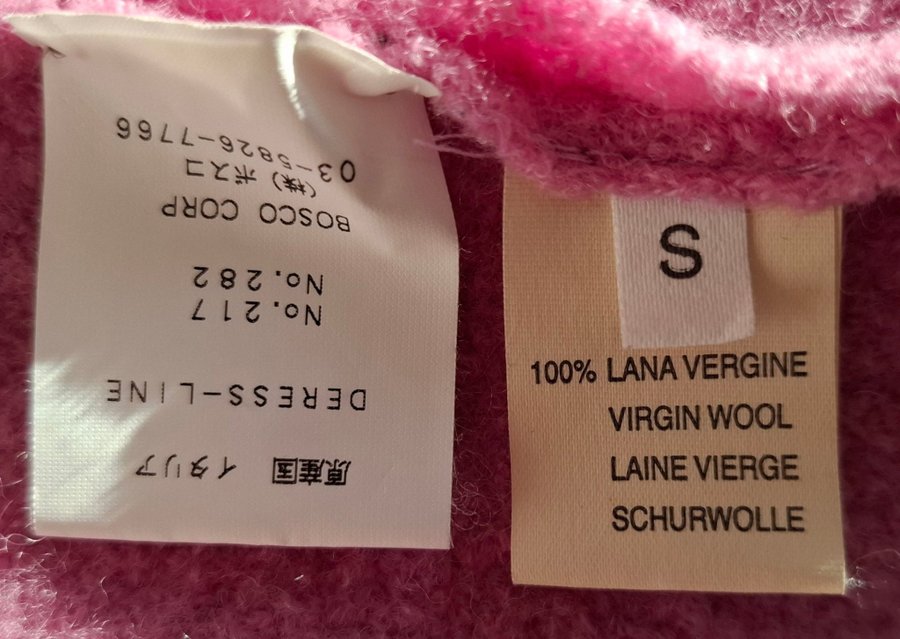 原産国 イタリア
DERESS-LINE
No.217
No.282
BOSCO CORP
(株)ボスコ
03-5826-7766
S
100% LANA VERGINE
VIRGIN WOOL
LAINE VIERGE
SCHURWOLLE